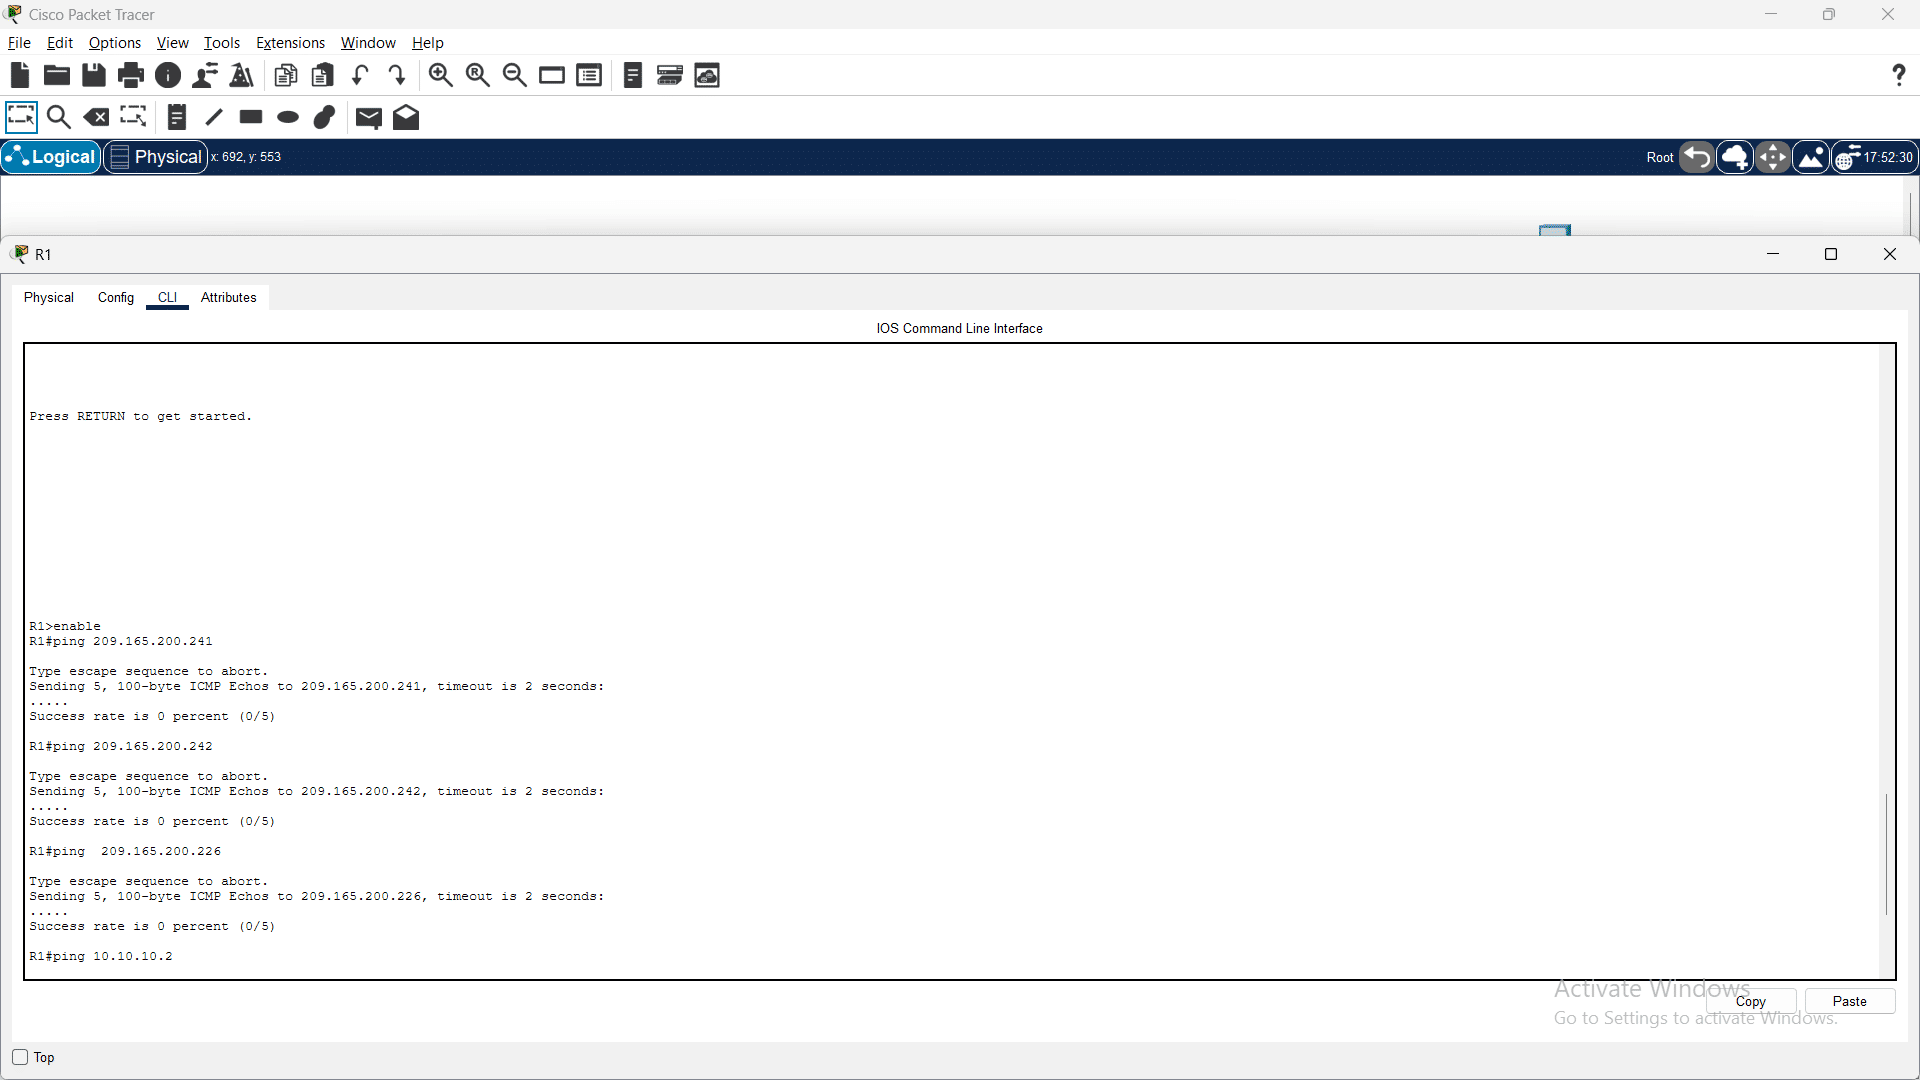 Cisco Packet Tracer
File Edit Options View Tools Extensions Window Help
Logical Physical x: 692, y: 553 Root 17:52:30
R1
Physical Config CLI Attributes
IOS Command Line Interface
Press RETURN to get started.
R1>enable
R1#ping 209.165.200.241
Type escape sequence to abort.
Sending 5, 100-byte ICMP Echos to 209.165.200.241, timeout is 2 seconds:
.....
Success rate is 0 percent (0/5)
R1#ping 209.165.200.242
Type escape sequence to abort.
Sending 5, 100-byte ICMP Echos to 209.165.200.242, timeout is 2 seconds:
.....
Success rate is 0 percent (0/5)
R1#ping  209.165.200.226
Type escape sequence to abort.
Sending 5, 100-byte ICMP Echos to 209.165.200.226, timeout is 2 seconds:
.....
Success rate is 0 percent (0/5)
R1#ping 10.10.10.2
Activate Windows
Copy Paste
Go to Settings to activate Windows.
Top